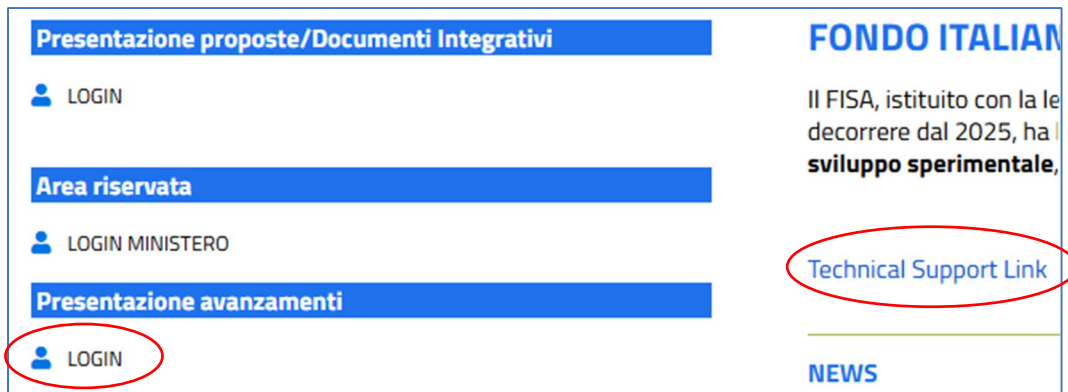 Presentazione proposte/Documenti Integrativi
LOGIN
Area riservata
LOGIN MINISTERO
Presentazione avanzamenti
LOGIN
FONDO ITALIAN
Il FISA, istituito con la le
decorrere dal 2025, ha
sviluppo sperimentale,
Technical Support Link
NEWS